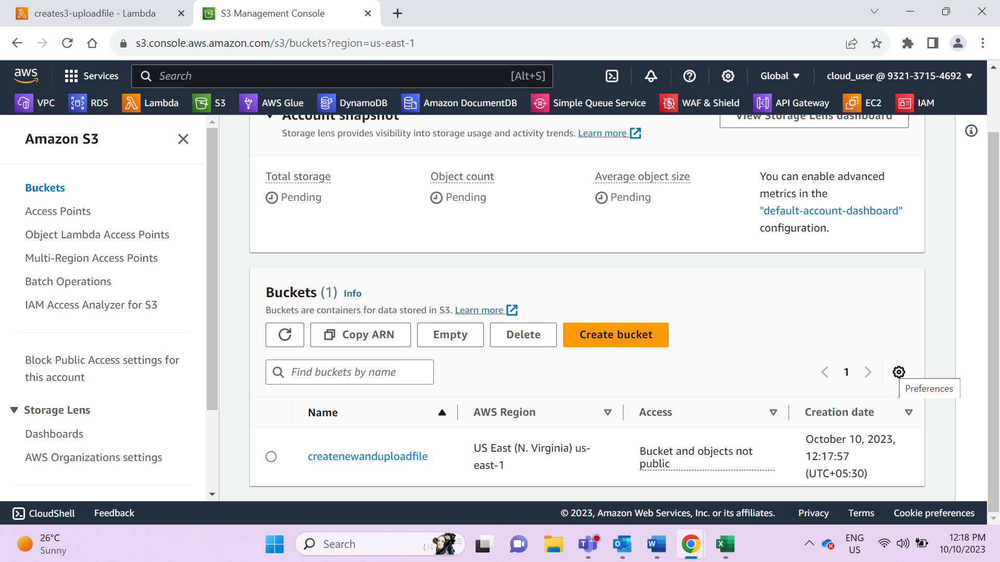 creates3-uploadfile - Lambda
S3 Management Console
s3.console.aws.amazon.com/s3/buckets?region=us-east-1
aws
Services
Search
[Alt+S]
Global
cloud_user @ 9321-3715-4692
VPC
RDS
Lambda
S3
AWS Glue
DynamoDB
Amazon DocumentDB
Simple Queue Service
WAF & Shield
API Gateway
EC2
IAM
Amazon S3
Buckets
Access Points
Object Lambda Access Points
Multi-Region Access Points
Batch Operations
IAM Access Analyzer for S3
Block Public Access settings for
this account
Storage Lens
Dashboards
AWS Organizations settings
Account snapshot
View Storage Lens dashboard
Storage lens provides visibility into storage usage and activity trends. Learn more
Total storage
Pending
Object count
Pending
Average object size
Pending
You can enable advanced
metrics in the
"default-account-dashboard"
configuration.
Buckets (1) Info
Buckets are containers for data stored in S3. Learn more
Copy ARN
Empty
Delete
Create bucket
Find buckets by name
1
Preferences
Name
AWS Region
Access
Creation date
createnewanduploadfile
US East (N. Virginia) us-
east-1
Bucket and objects not
public
October 10, 2023,
12:17:57
(UTC+05:30)
CloudShell
Feedback
© 2023, Amazon Web Services, Inc. or its affiliates.
Privacy
Terms
Cookie preferences
26°C
Sunny
Search
ENG
US
12:18 PM
10/10/2023